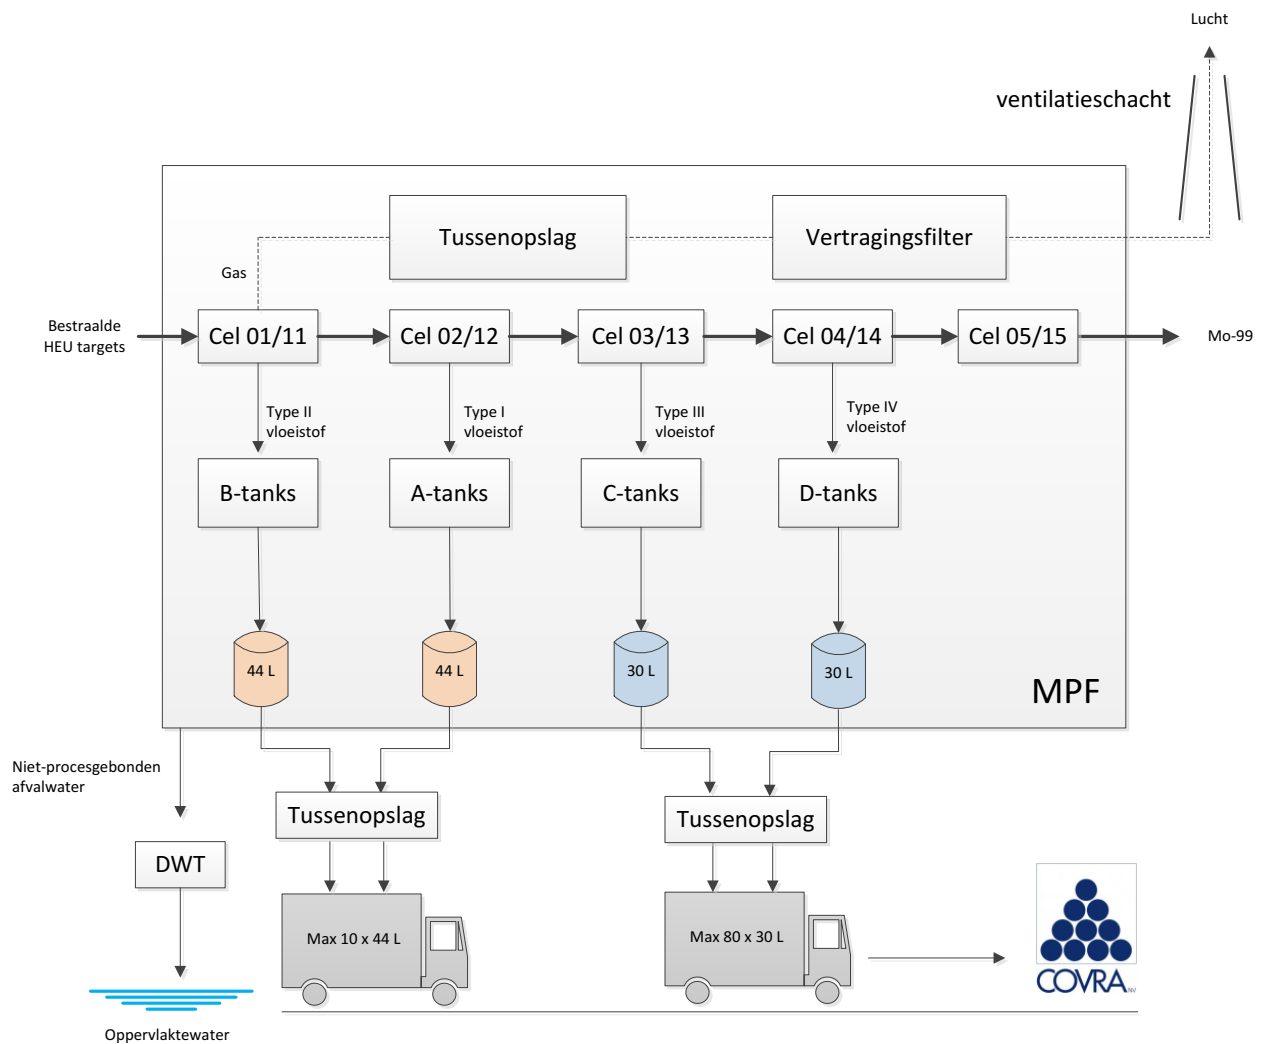 Lucht
ventilatieschacht
Tussenopslag
Vertragingsfilter
Gas
Bestraalde
HEU targets
Cel 01/11
Cel 02/12
Cel 03/13
Cel 04/14
Cel 05/15
Mo-99
Type II
vloeistof
Type I
vloeistof
Type III
vloeistof
Type IV
vloeistof
B-tanks
A-tanks
C-tanks
D-tanks
44 L
44 L
30 L
30 L
MPF
Niet-procesgebonden
afvalwater
Tussenopslag
Tussenopslag
DWT
Max 10 x 44 L
Max 80 x 30 L
COVRA NV
Oppervlaktewater